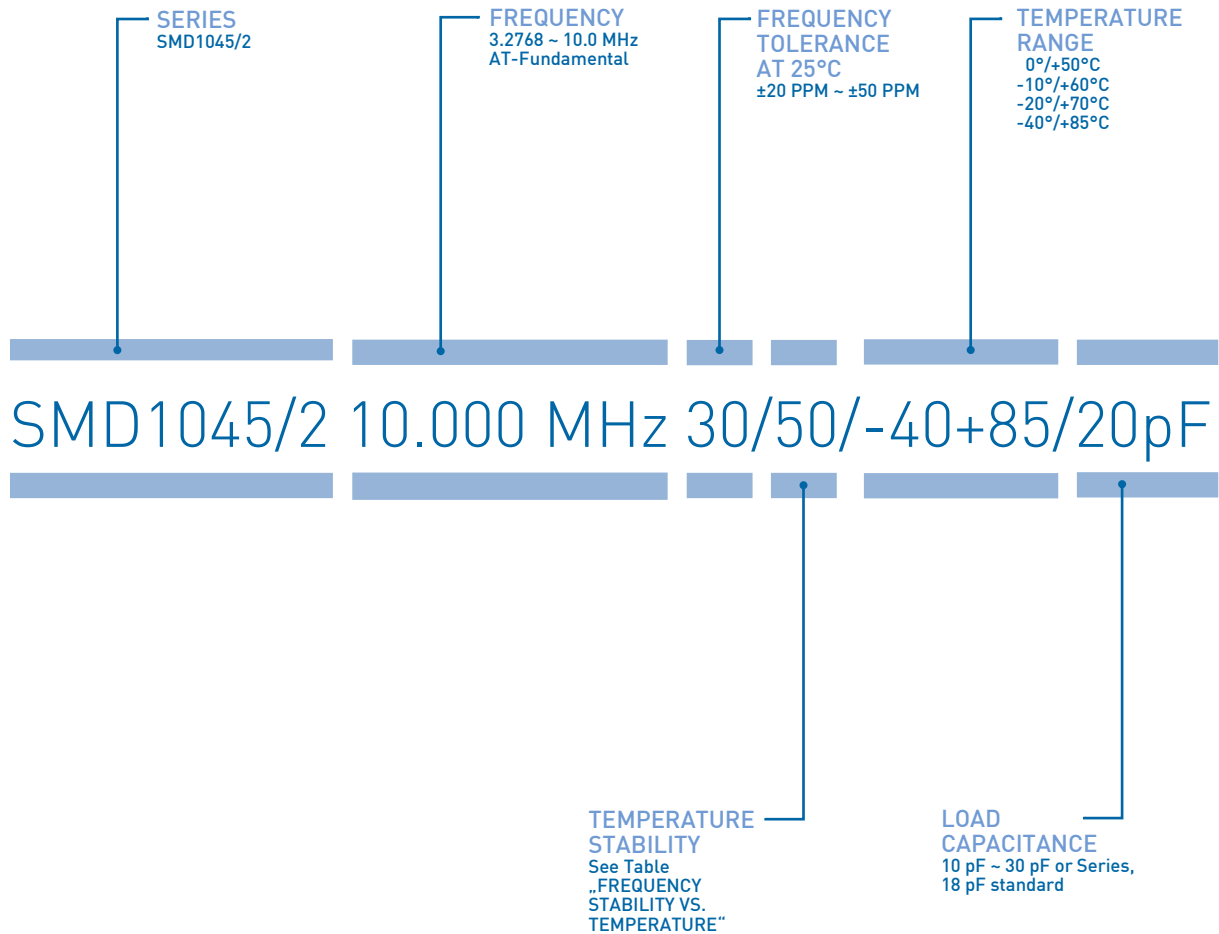 SERIES
SMD1045/2
FREQUENCY
3.2768 ~ 10.0 MHz
AT-Fundamental
FREQUENCY
TOLERANCE
AT 25°C
±20 PPM ~ ±50 PPM
TEMPERATURE
RANGE
0°/+50°C
-10°/+60°C
-20°/+70°C
-40°/+85°C
SMD1045/2 10.000 MHz 30/50/-40+85/20pF
TEMPERATURE
STABILITY
See Table
„FREQUENCY
STABILITY VS.
TEMPERATURE“
LOAD
CAPACITANCE
10 pF ~ 30 pF or Series,
18 pF standard